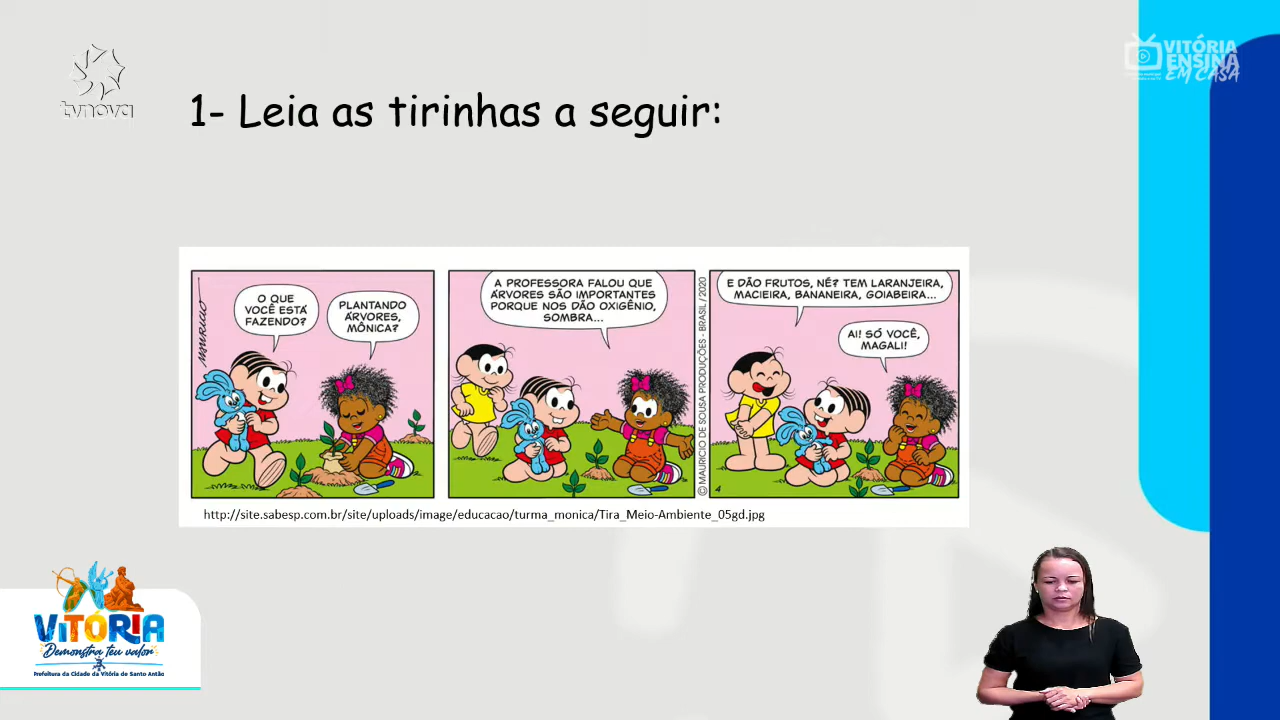 tvnova
VITÓRIA
ENSINA
EM CASA
1- Leia as tirinhas a seguir:
MAURICIO
O QUE
VOCÊ ESTÁ
FAZENDO?
PLANTANDO
ÁRVORES,
MÔNICA?
A PROFESSORA FALOU QUE
ÁRVORES SÃO IMPORTANTES
PORQUE NOS DÃO OXIGÊNIO,
SOMBRA...
© MAURICIO DE SOUSA PRODUÇÕES - BRASIL / 2020
E DÃO FRUTOS, NÉ? TEM LARANJEIRA,
MACIEIRA, BANANEIRA, GOIABEIRA...
AI! SÓ VOCÊ,
MAGALI!
4
http://site.sabesp.com.br/site/uploads/image/educacao/turma_monica/Tira_Meio-Ambiente_05gd.jpg
VITÓRIA
Demonstra teu valor
Prefeitura da Cidade da Vitória de Santo Antão